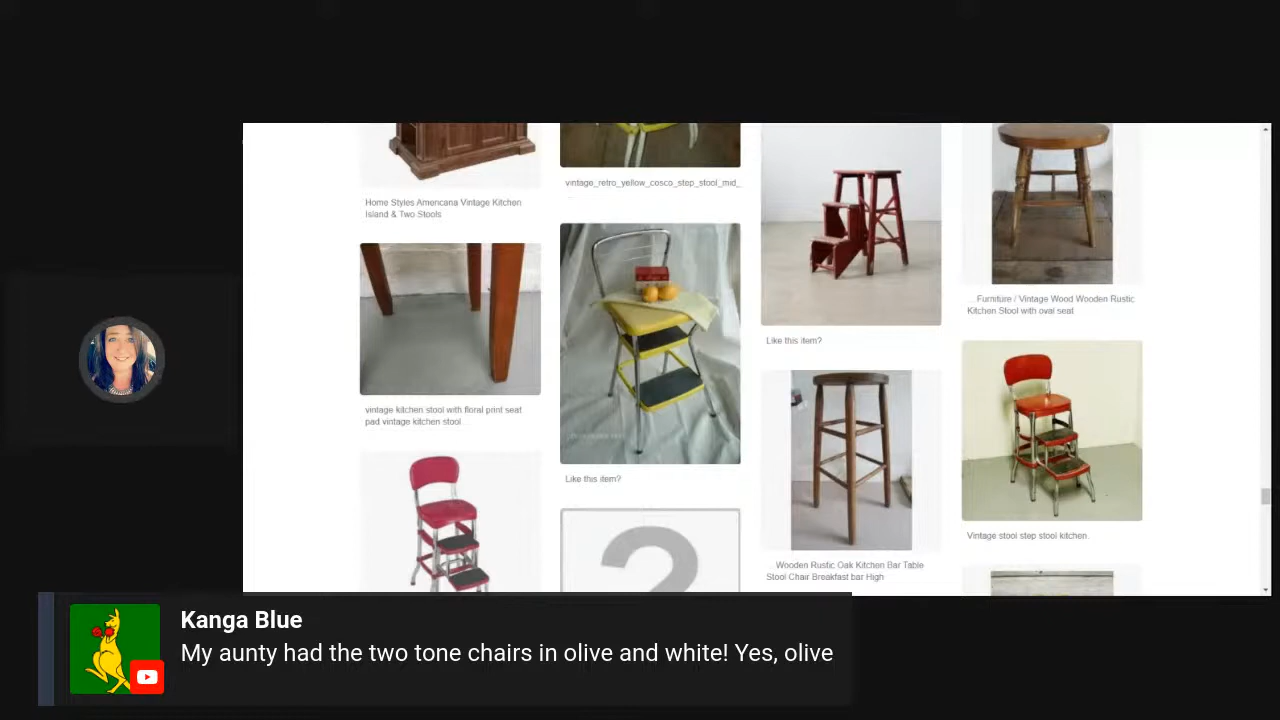 Home Styles Americana Vintage Kitchen
Island & Two Stools
vintage_retro_yellow_cosco_step_stool_mid_
...
Like this item?
... Furniture / Vintage Wood Wooden Rustic
Kitchen Stool with oval seat
vintage kitchen stool with floral print seat
pad vintage kitchen stool...
Like this item?
Wooden Rustic Oak Kitchen Bar Table
Stool Chair Breakfast bar High
Vintage stool step stool kitchen.
?
Kanga Blue
My aunty had the two tone chairs in olive and white! Yes, olive